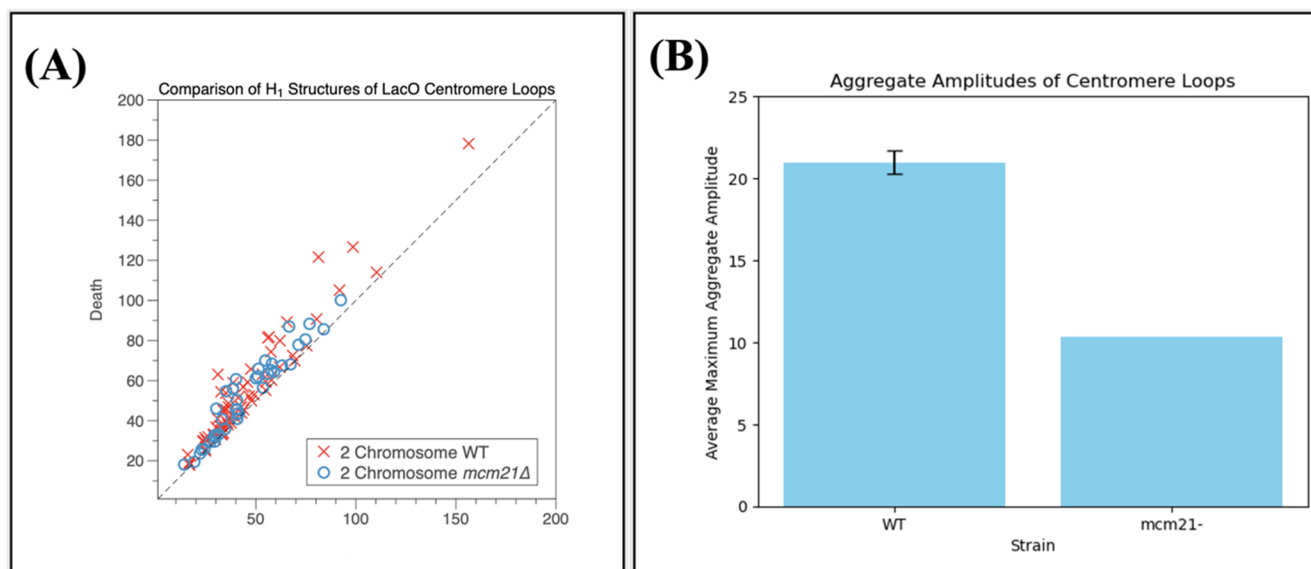 (A)
Comparison of H₁ Structures of LacO Centromere Loops
200
180
160
140
120
100
80
60
40
20
Death
50
100
150
200
2 Chromosome WT
2 Chromosome mcm21Δ
(B)
Aggregate Amplitudes of Centromere Loops
25
20
15
10
5
0
Average Maximum Aggregate Amplitude
WT
mcm21-
Strain